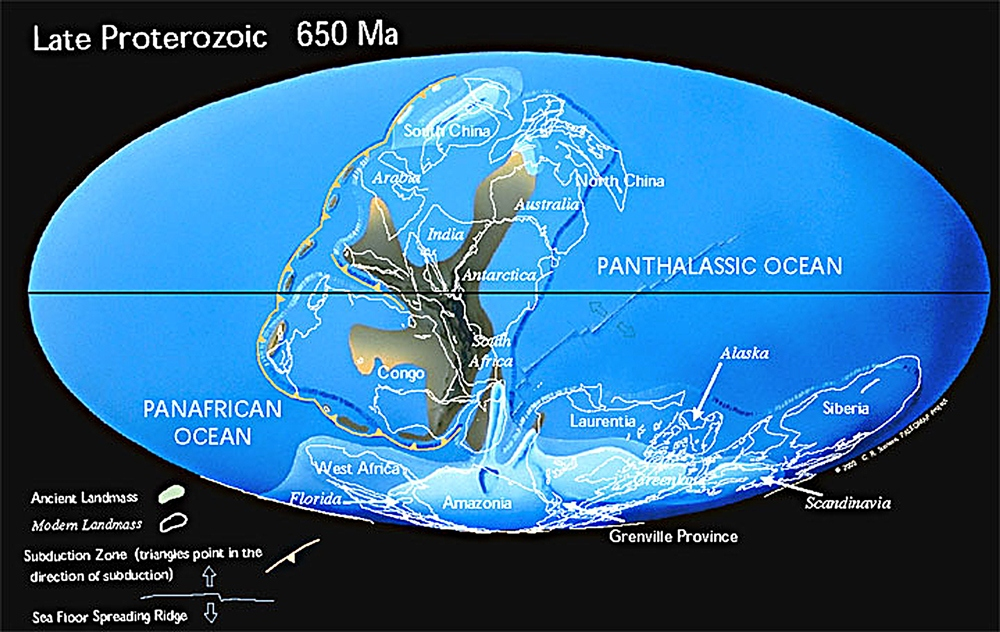 Late Proterozoic 650 Ma
South China
Arabia
North China
Australia
India
Antarctica
PANTHALASSIC OCEAN
South
Africa
Alaska
Congo
PANAFRICAN
OCEAN
Laurentia
Siberia
West Africa
Greenland
Florida
Amazonia
Scandinavia
Grenville Province
Ancient Landmass
Modern Landmass
Subduction Zone (triangles point in the
direction of subduction)
Sea Floor Spreading Ridge